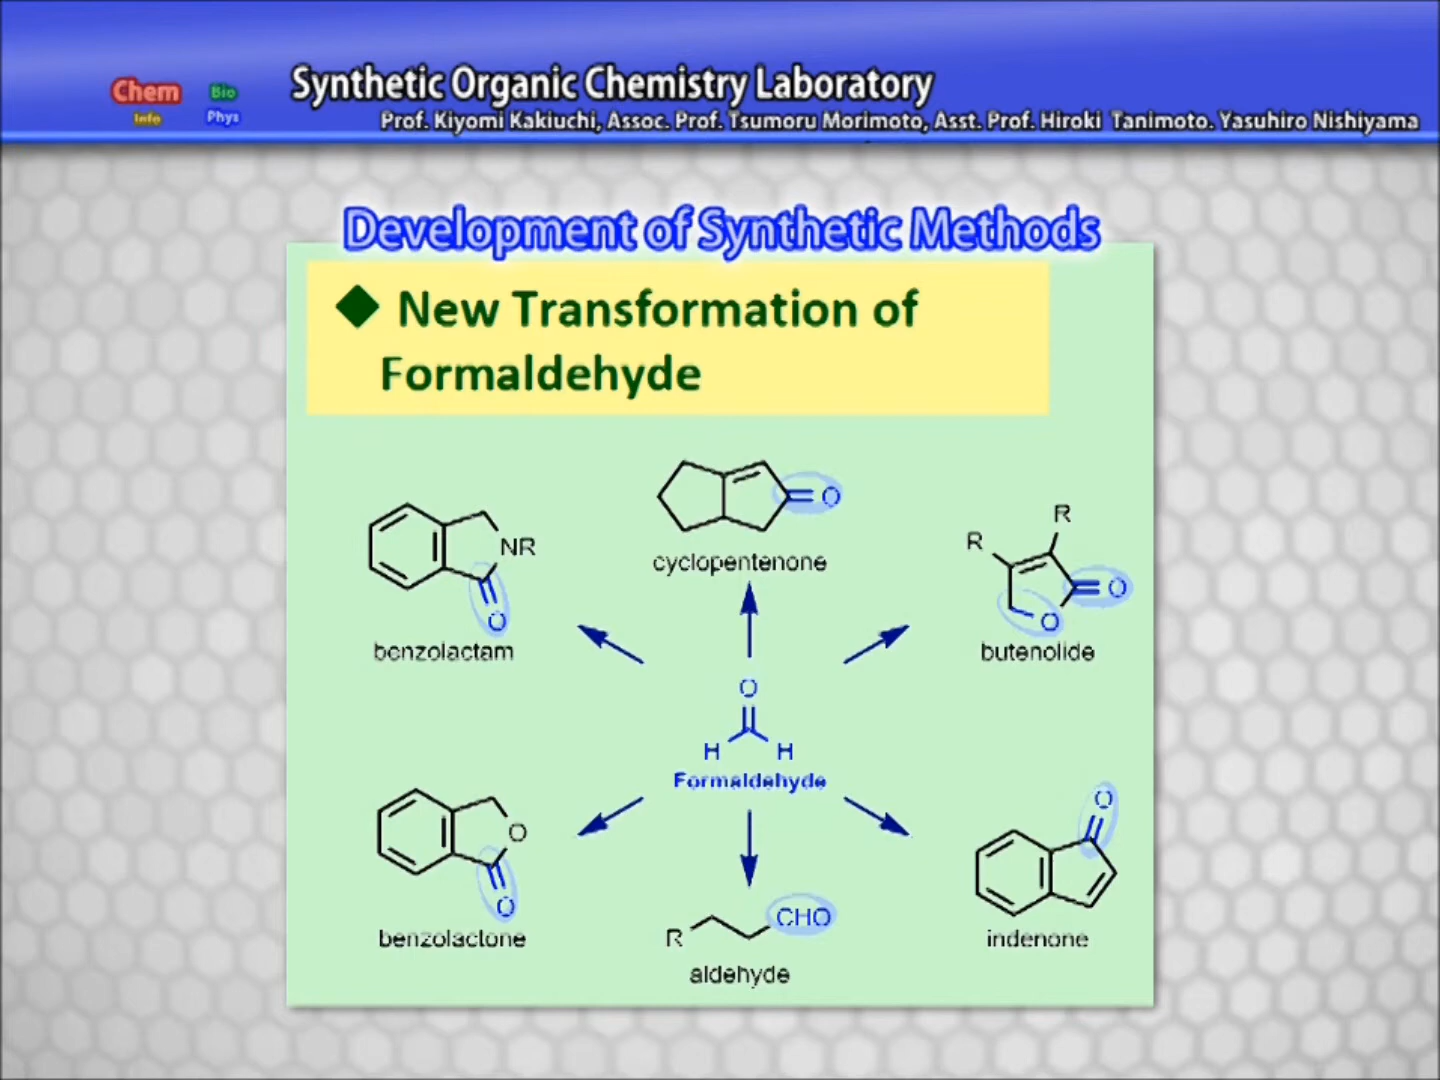 Chem
Bio
Info
Phys
Synthetic Organic Chemistry Laboratory
Prof. Kiyomi Kakiuchi, Assoc. Prof. Tsumoru Morimoto, Asst. Prof. Hiroki Tanimoto. Yasuhiro Nishiyama
Development of Synthetic Methods
◆ New Transformation of
Formaldehyde
NR
O
benzolactam
O
cyclopentenone
R
R
O
O
butenolide
O
H H
Formaldehyde
O
O
benzolactone
R
CHO
aldehyde
O
indenone